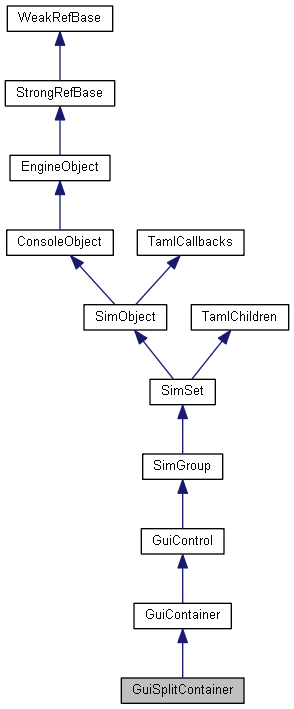 WeakRefBase
StrongRefBase
EngineObject
ConsoleObject
TamlCallbacks
SimObject
TamlChildren
SimSet
SimGroup
GuiControl
GuiContainer
GuiSplitContainer